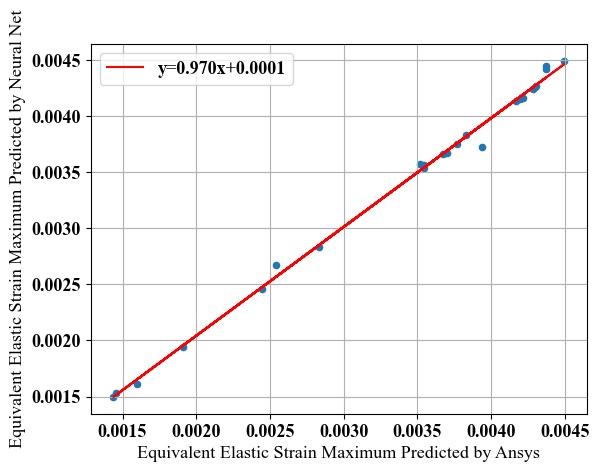 Equivalent Elastic Strain Maximum Predicted by Neural Net
y=0.970x+0.0001
0.0045
0.0040
0.0035
0.0030
0.0025
0.0020
0.0015
0.0015 0.0020 0.0025 0.0030 0.0035 0.0040 0.0045
Equivalent Elastic Strain Maximum Predicted by Ansys